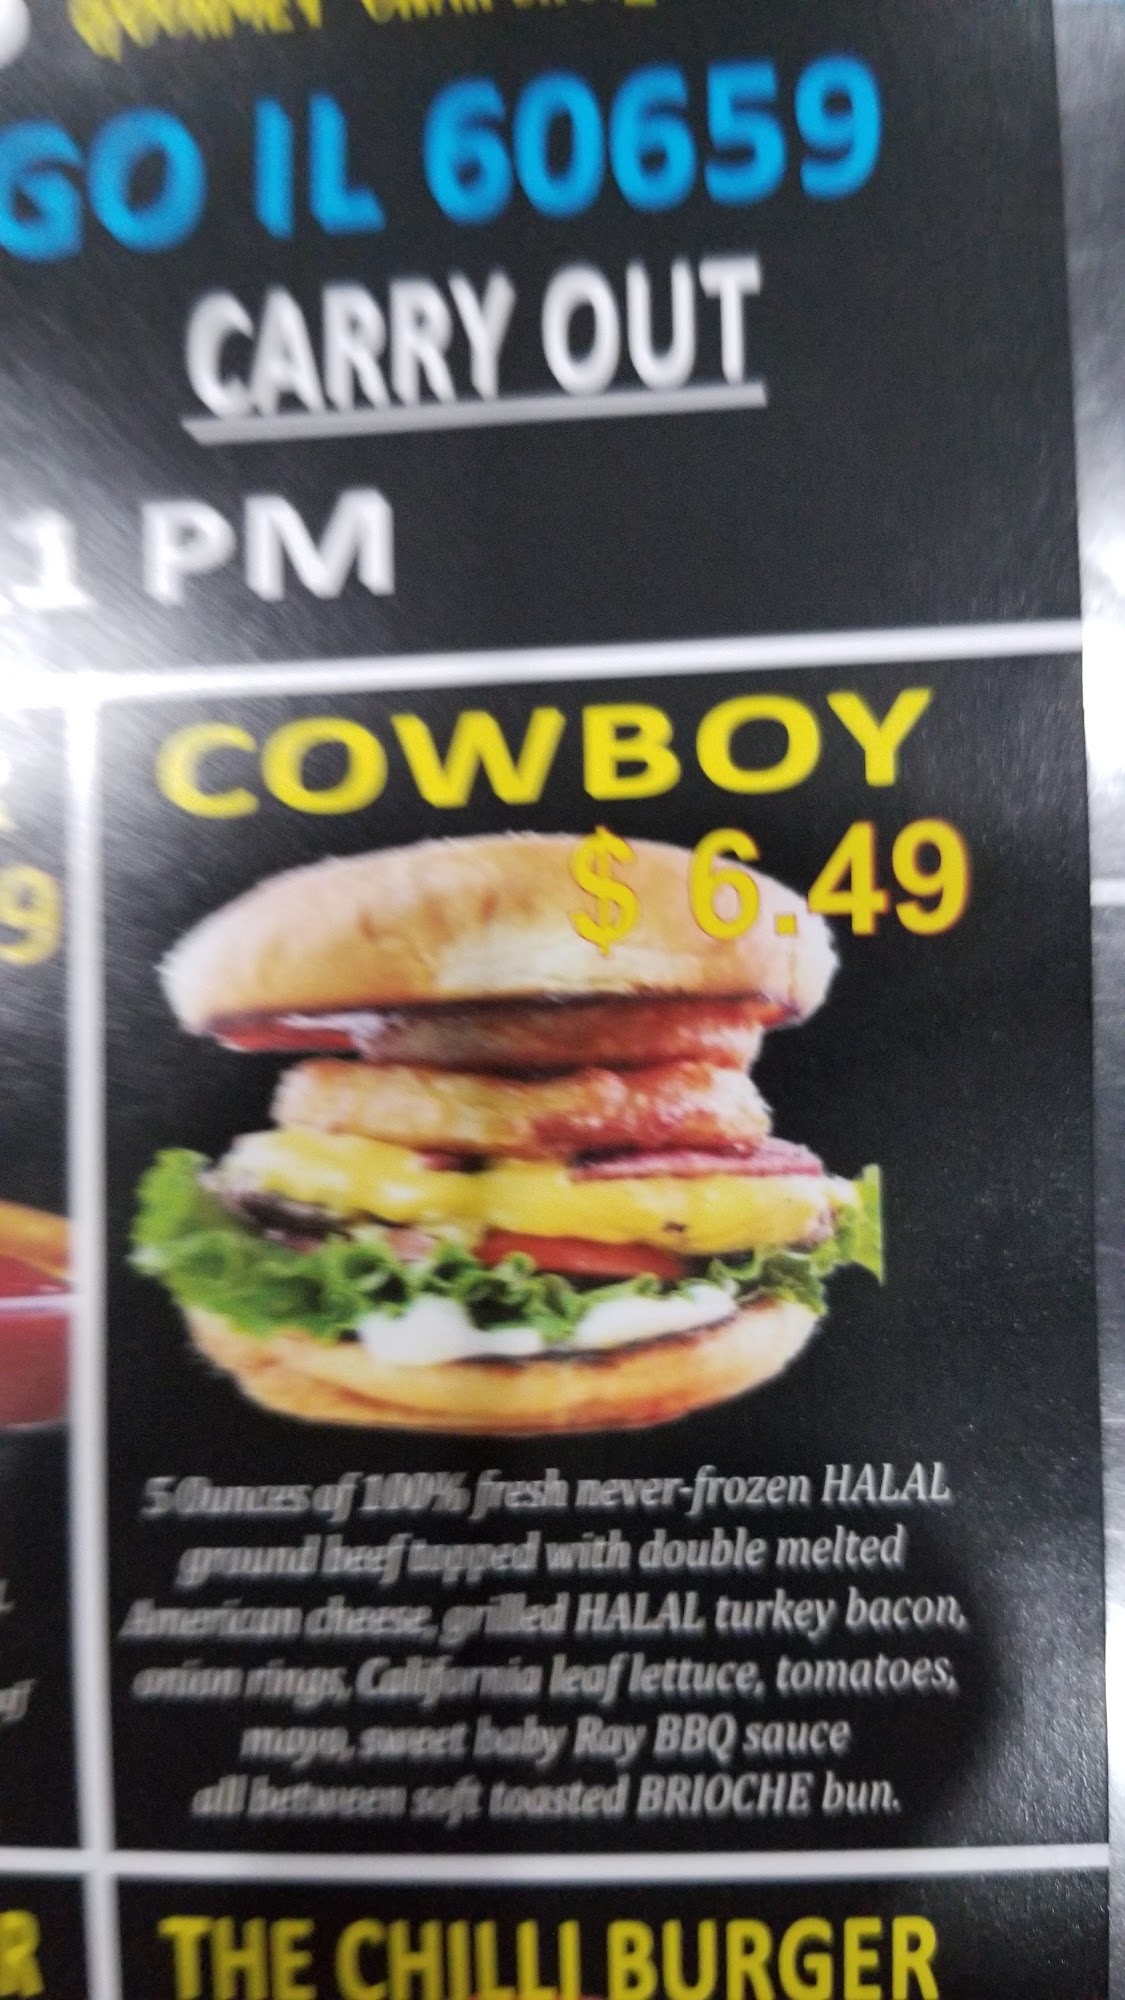 GO IL 60659
CARRY OUT
1 PM
COWBOY
$ 6.49
9
5 Ounces of 100% fresh never-frozen HALAL
ground beef topped with double melted
American cheese, grilled HALAL turkey bacon,
onion rings, California leaf lettuce, tomatoes,
mayo, sweet baby Ray BBQ sauce
all between soft toasted BRIOCHE bun.
R THE CHILLI BURGER